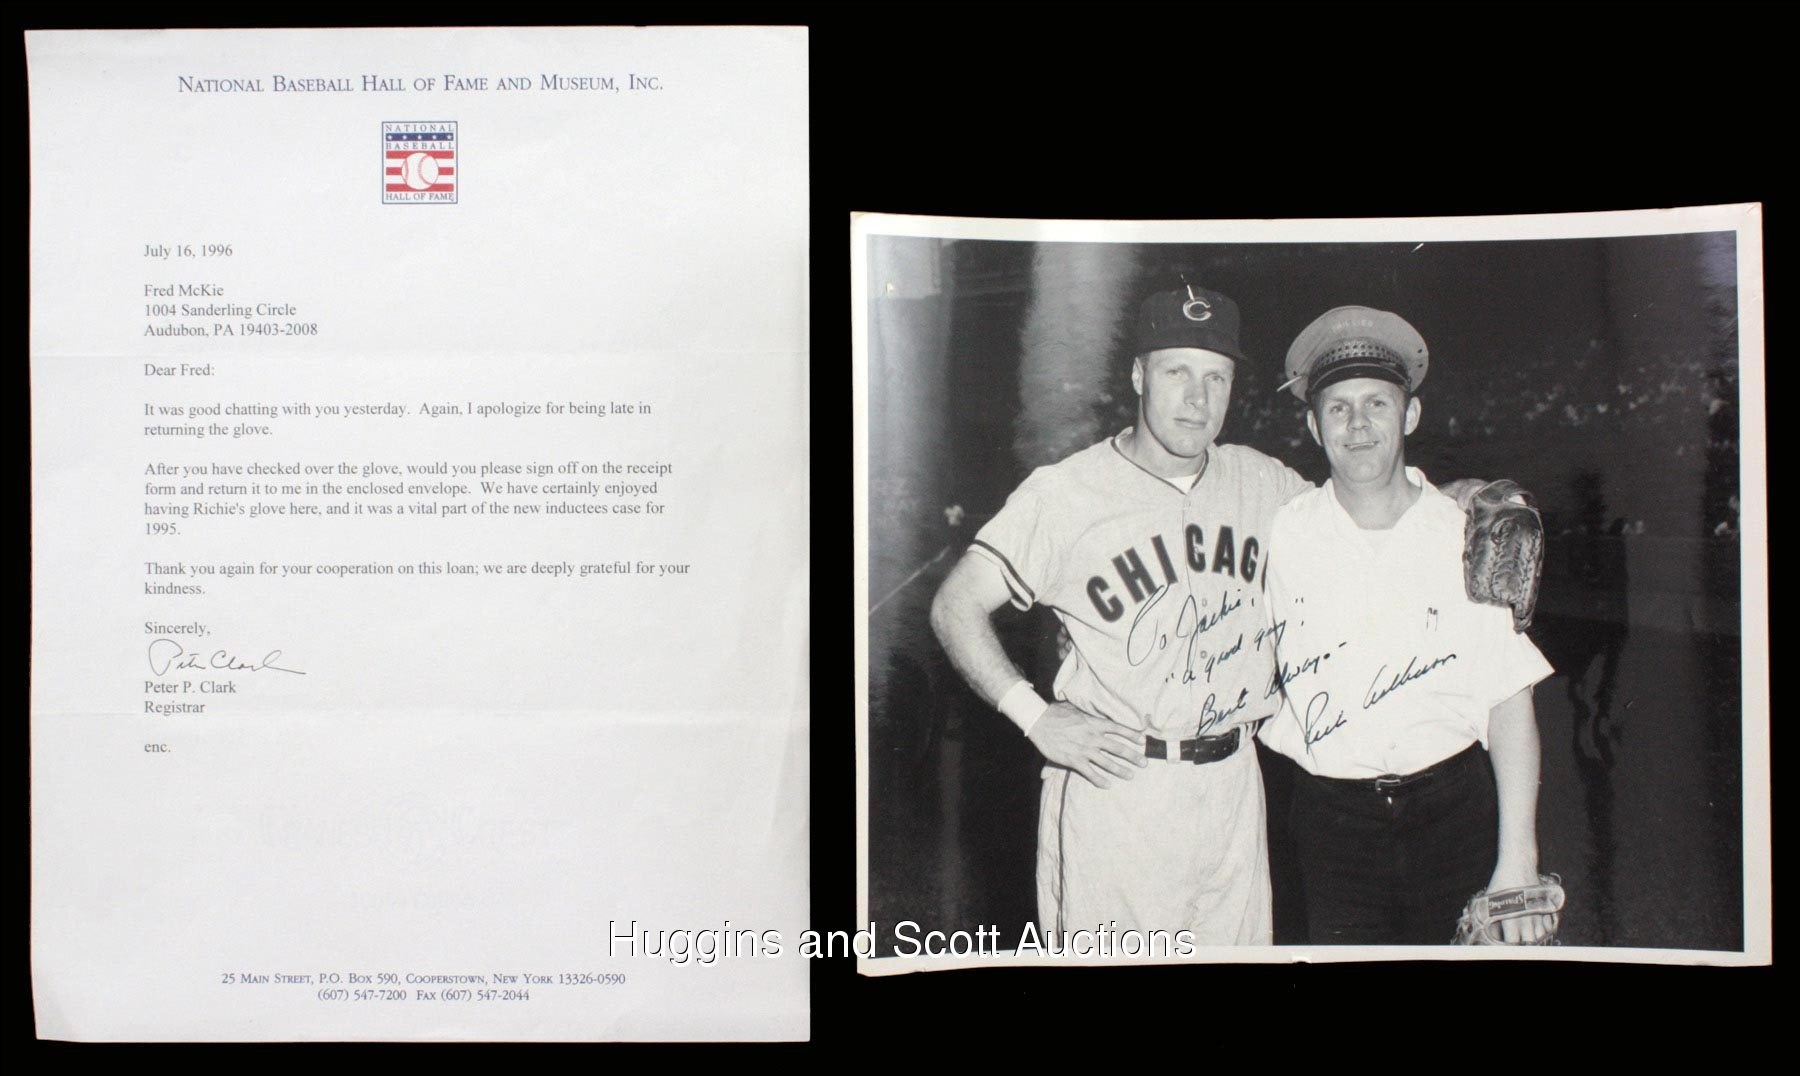 NATIONAL BASEBALL HALL OF FAME AND MUSEUM, INC.
NATIONAL
BASEBALL
HALL OF FAME
July 16, 1996
Fred McKie
1004 Sanderling Circle
Audubon, PA 19403-2008
Dear Fred:
It was good chatting with you yesterday. Again, I apologize for being late in
returning the glove.
After you have checked over the glove, would you please sign off on the receipt
form and return it to me in the enclosed envelope. We have certainly enjoyed
having Richie's glove here, and it was a vital part of the new inductees case for
1995.
Thank you again for your cooperation on this loan; we are deeply grateful for your
kindness.
Sincerely,
Peter Clark
Peter P. Clark
Registrar
enc.
25 MAIN STREET, P.O. BOX 590, COOPERSTOWN, NEW YORK 13326-0590
(607) 547-7200 FAX (607) 547-2044
C
PHILLIES
CHICAGO
To Jackie,
"a good guy."
Best Always-
Richie Ashburn
SPALDING
Huggins and Scott Auctions